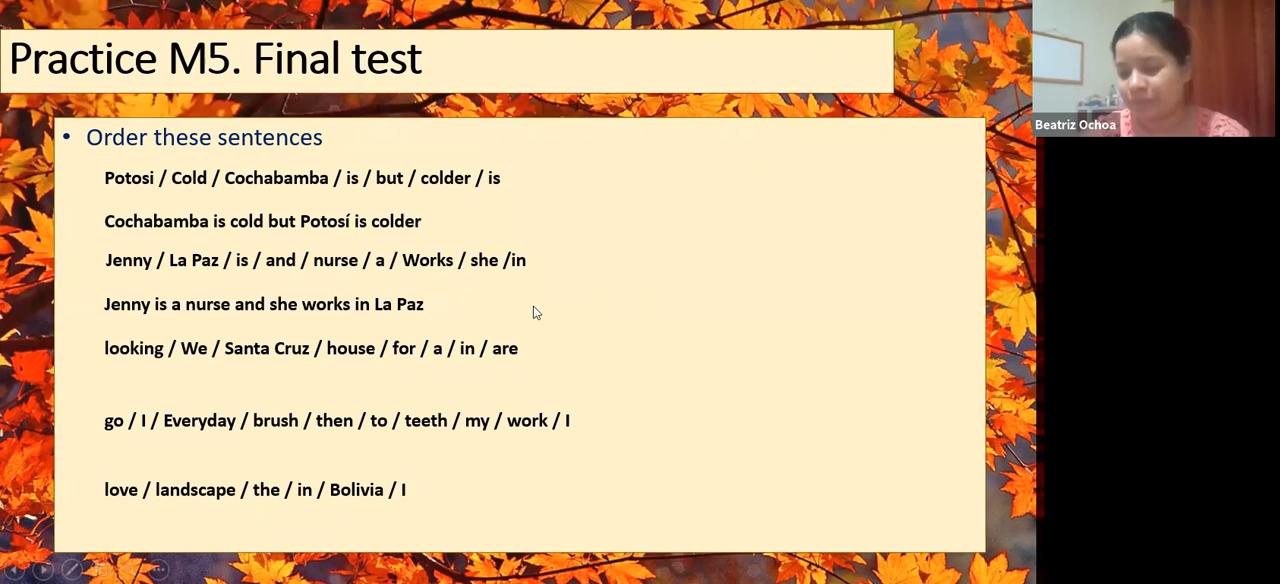 Practice M5. Final test
• Order these sentences
Potosi / Cold / Cochabamba / is / but / colder / is
Cochabamba is cold but Potosí is colder
Jenny / La Paz / is / and / nurse / a / Works / she /in
Jenny is a nurse and she works in La Paz
looking / We / Santa Cruz / house / for / a / in / are
go / I / Everyday / brush / then / to / teeth / my / work / I
love / landscape / the / in / Bolivia / I
Beatriz Ochoa